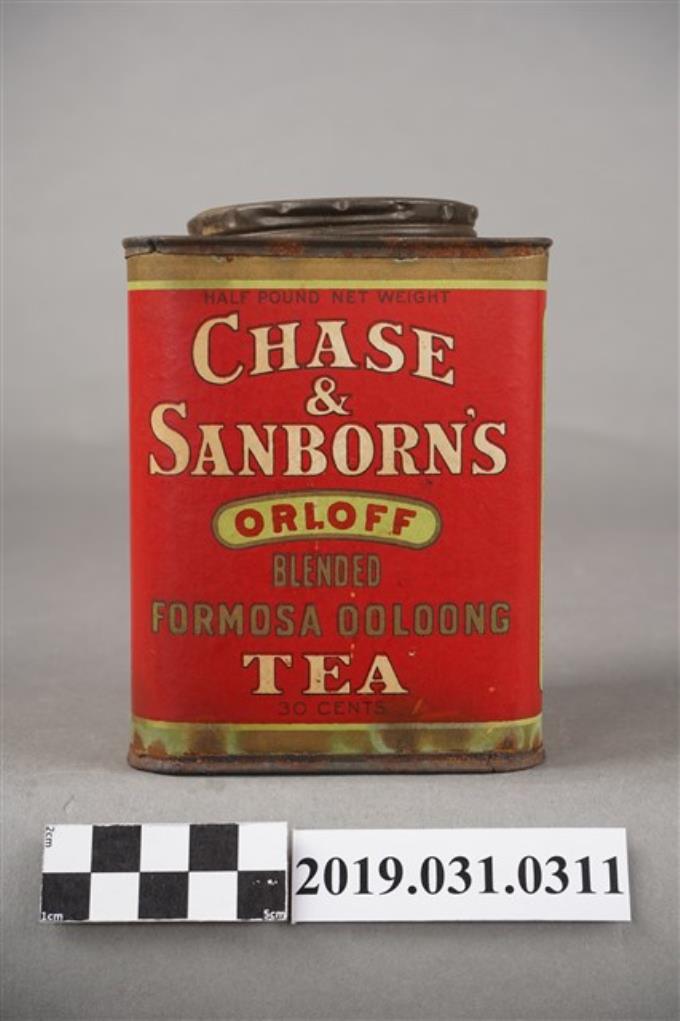 HALF POUND NET WEIGHT
CHASE
&
SANBORN'S
ORLOFF
BLENDED
FORMOSA OOLOONG
TEA
30 CENTS
2cm
1cm
5cm
2019.031.0311